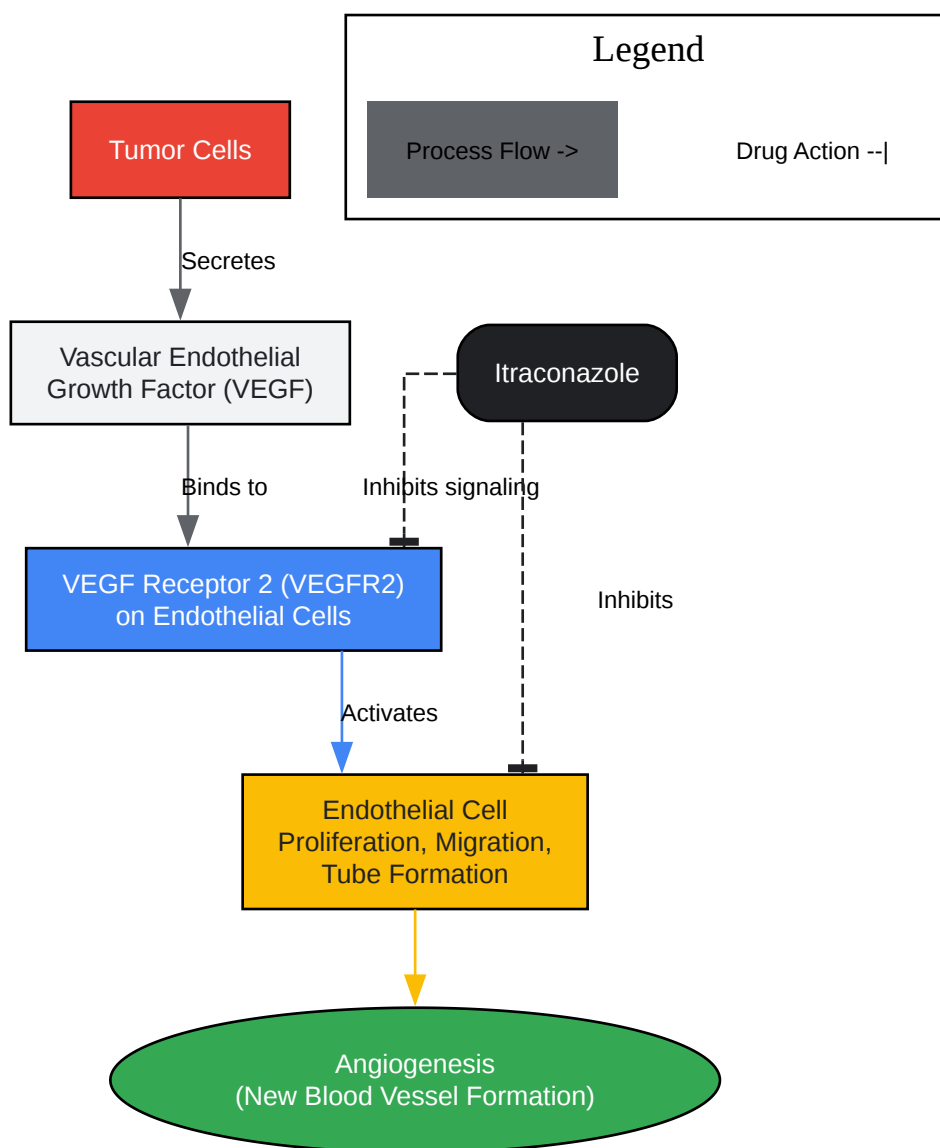 Legend
Process Flow ->
Drug Action --|
Tumor Cells
Secretes
Vascular Endothelial
Growth Factor (VEGF)
Itraconazole
Binds to
Inhibits signaling
VEGF Receptor 2 (VEGFR2)
on Endothelial Cells
Inhibits
Activates
Endothelial Cell
Proliferation, Migration,
Tube Formation
Angiogenesis
(New Blood Vessel Formation)